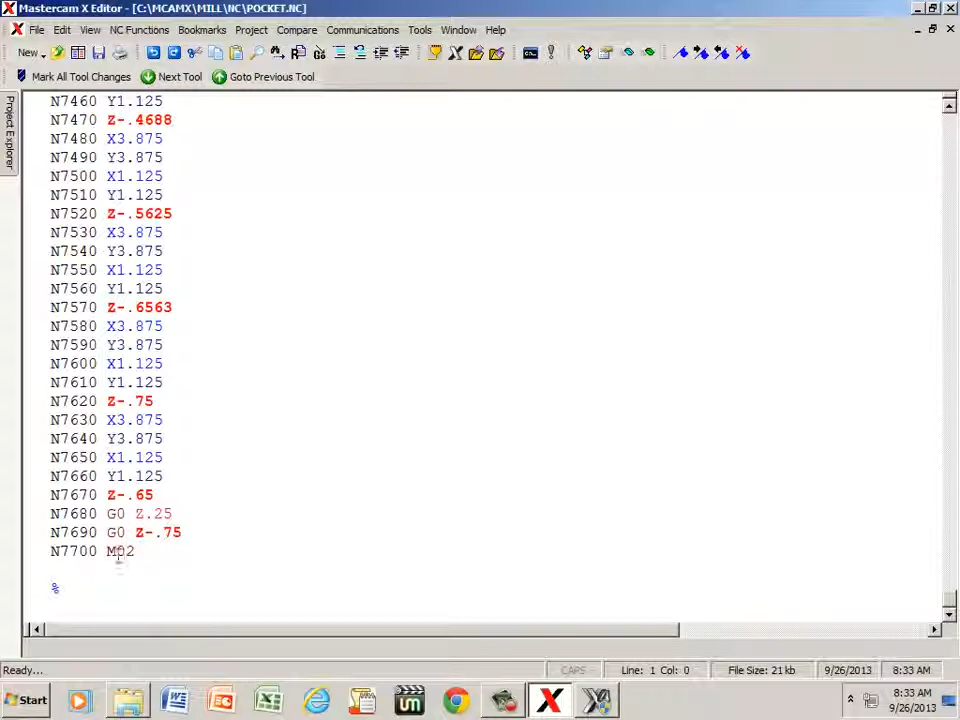 Mastercam X Editor - [C:\MCAMX\MILL\NC\POCKET.NC]
File Edit View NC Functions Bookmarks Project Compare Communications Tools Window Help
New
Mark All Tool Changes Next Tool Goto Previous Tool
Project Explorer
N7460 Y1.125
N7470 Z-.4688
N7480 X3.875
N7490 Y3.875
N7500 X1.125
N7510 Y1.125
N7520 Z-.5625
N7530 X3.875
N7540 Y3.875
N7550 X1.125
N7560 Y1.125
N7570 Z-.6563
N7580 X3.875
N7590 Y3.875
N7600 X1.125
N7610 Y1.125
N7620 Z-.75
N7630 X3.875
N7640 Y3.875
N7650 X1.125
N7660 Y1.125
N7670 Z-.65
N7680 G0 Z.25
N7690 G0 Z-.75
N7700 M02
%
Ready... CAPS Line: 1 Col: 0 File Size: 21 kb 9/26/2013 8:33 AM
Start um 8:33 AM
9/26/2013